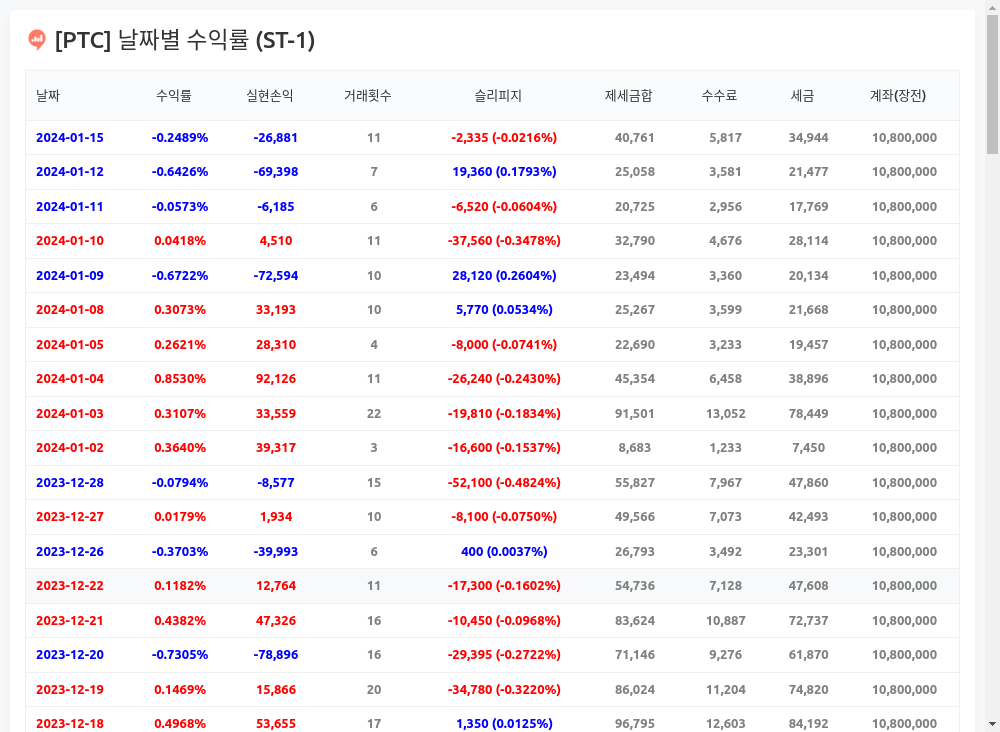 [PTC] 날짜별 수익률 (ST-1)
날짜 수익률 실현손익 거래횟수 슬리피지 제세금합 수수료 세금 계좌(장전)
2024-01-15 -0.2489% -26,881 11 -2,335 (-0.0216%) 40,761 5,817 34,944 10,800,000
2024-01-12 -0.6426% -69,398 7 19,360 (0.1793%) 25,058 3,581 21,477 10,800,000
2024-01-11 -0.0573% -6,185 6 -6,520 (-0.0604%) 20,725 2,956 17,769 10,800,000
2024-01-10 0.0418% 4,510 11 -37,560 (-0.3478%) 32,790 4,676 28,114 10,800,000
2024-01-09 -0.6722% -72,594 10 28,120 (0.2604%) 23,494 3,360 20,134 10,800,000
2024-01-08 0.3073% 33,193 10 5,770 (0.0534%) 25,267 3,599 21,668 10,800,000
2024-01-05 0.2621% 28,310 4 -8,000 (-0.0741%) 22,690 3,233 19,457 10,800,000
2024-01-04 0.8530% 92,126 11 -26,240 (-0.2430%) 45,354 6,458 38,896 10,800,000
2024-01-03 0.3107% 33,559 22 -19,810 (-0.1834%) 91,501 13,052 78,449 10,800,000
2024-01-02 0.3640% 39,317 3 -16,600 (-0.1537%) 8,683 1,233 7,450 10,800,000
2023-12-28 -0.0794% -8,577 15 -52,100 (-0.4824%) 55,827 7,967 47,860 10,800,000
2023-12-27 0.0179% 1,934 10 -8,100 (-0.0750%) 49,566 7,073 42,493 10,800,000
2023-12-26 -0.3703% -39,993 6 400 (0.0037%) 26,793 3,492 23,301 10,800,000
2023-12-22 0.1182% 12,764 11 -17,300 (-0.1602%) 54,736 7,128 47,608 10,800,000
2023-12-21 0.4382% 47,326 16 -10,450 (-0.0968%) 83,624 10,887 72,737 10,800,000
2023-12-20 -0.7305% -78,896 16 -29,395 (-0.2722%) 71,146 9,276 61,870 10,800,000
2023-12-19 0.1469% 15,866 20 -34,780 (-0.3220%) 86,024 11,204 74,820 10,800,000
2023-12-18 0.4968% 53,655 17 1,350 (0.0125%) 96,795 12,603 84,192 10,800,000